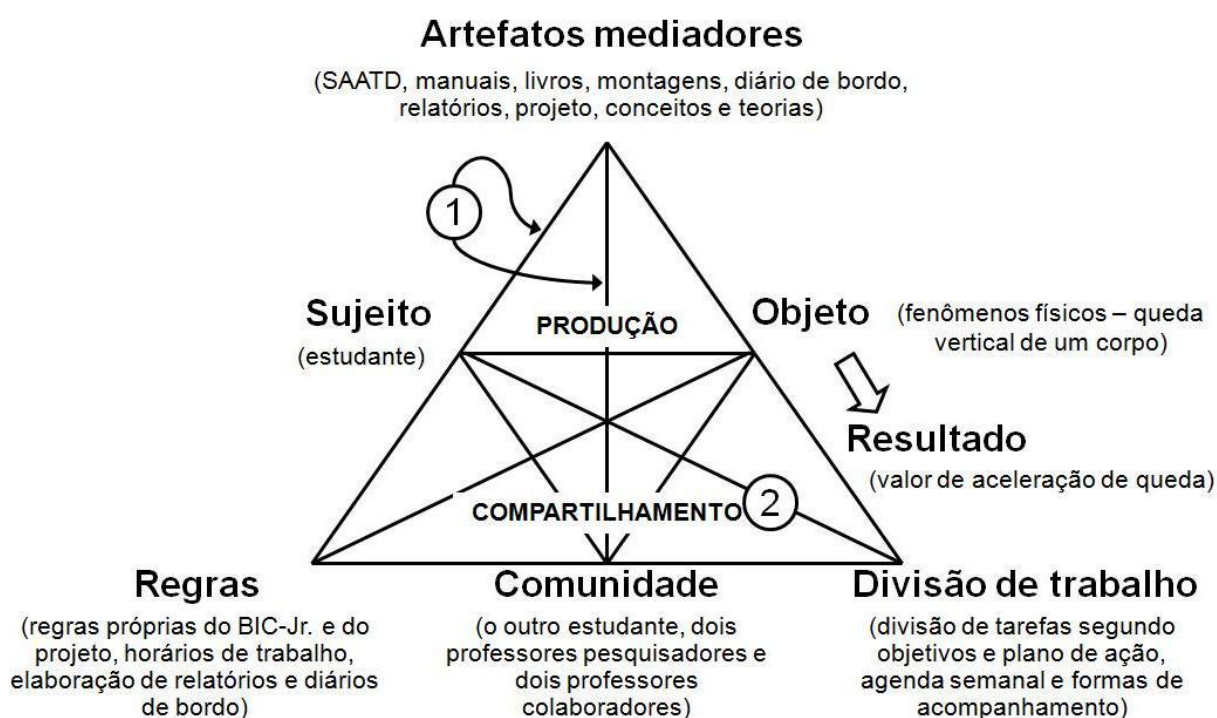 Artefatos mediadores
(SAATD, manuais, livros, montagens, diário de bordo,
relatórios, projeto, conceitos e teorias)
1
Sujeito
(estudante)
PRODUÇÃO
Objeto
(fenômenos físicos – queda
vertical de um corpo)
Resultado
(valor de aceleração de queda)
COMPARTILHAMENTO
2
Regras
(regras próprias do BIC-Jr. e do
projeto, horários de trabalho,
elaboração de relatórios e diários
de bordo)
Comunidade
(o outro estudante, dois
professores pesquisadores e
dois professores
colaboradores)
Divisão de trabalho
(divisão de tarefas segundo
objetivos e plano de ação,
agenda semanal e formas de
acompanhamento)